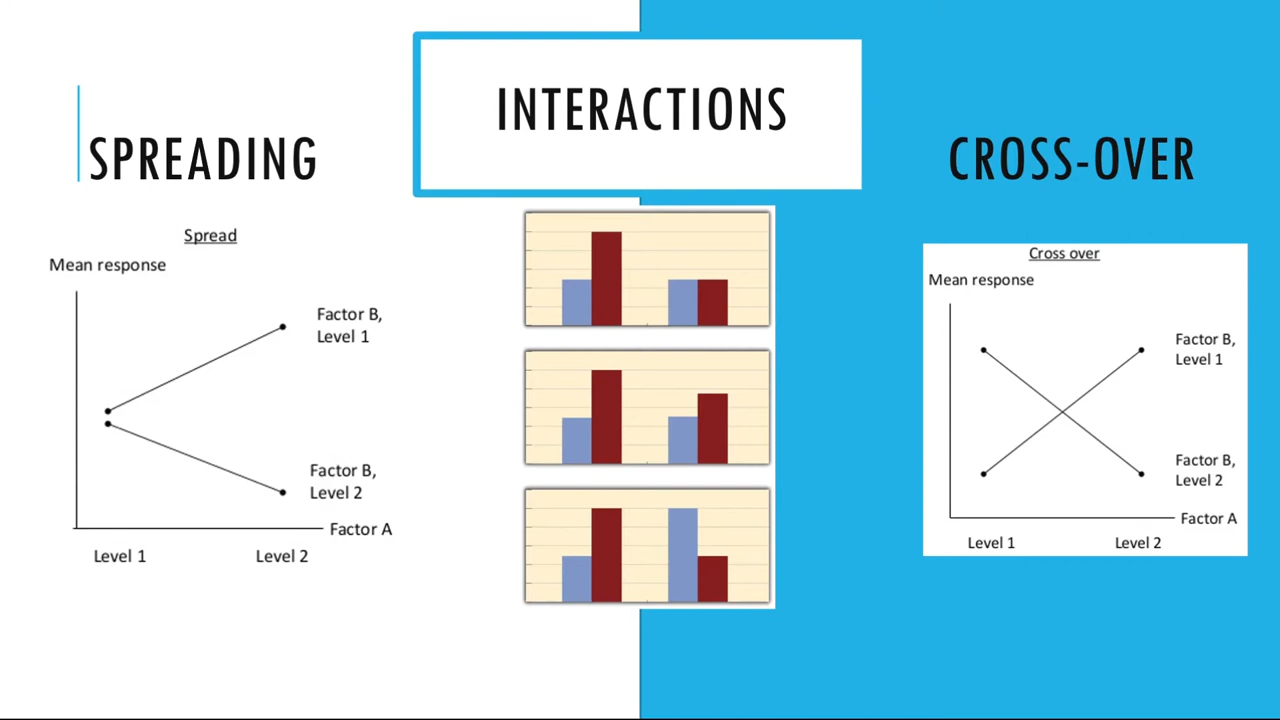 INTERACTIONS
SPREADING
CROSS-OVER
Spread
Mean response
Factor B,
Level 1
Factor B,
Level 2
Factor A
Level 1 Level 2
Cross over
Mean response
Factor B,
Level 1
Factor B,
Level 2
Factor A
Level 1 Level 2